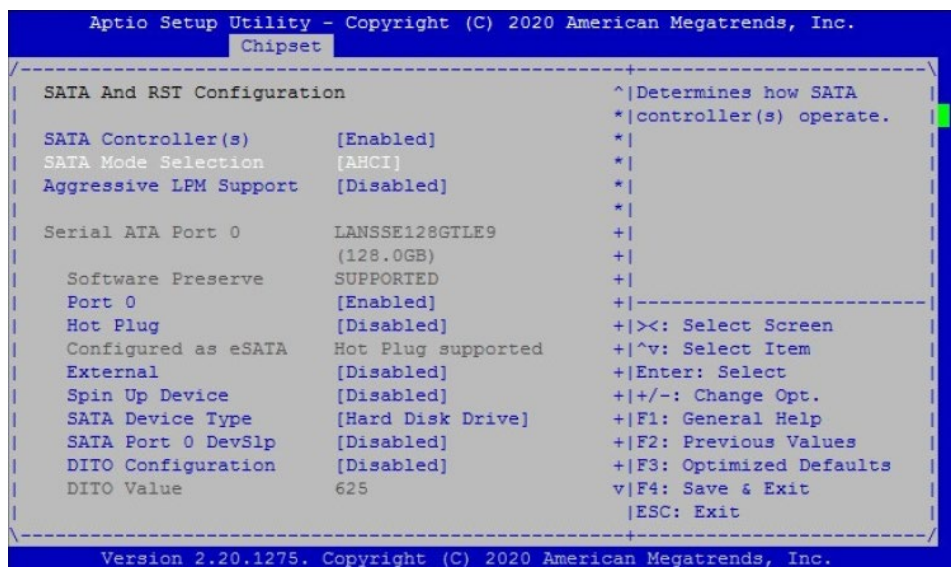 Aptio Setup Utility - Copyright (C) 2020 American Megatrends, Inc.
Chipset
/------------------------------------------------------+-------------------------\
| SATA And RST Configuration ^|Determines how SATA |
| *|controller(s) operate. |
| SATA Controller(s) [Enabled] *| |
| SATA Mode Selection [AHCI] *| |
| Aggressive LPM Support [Disabled] *| |
| *| |
| Serial ATA Port 0 LANSSE128GTLE9 +| |
| (128.0GB) +| |
| Software Preserve SUPPORTED +| |
| Port 0 [Enabled] +|-------------------------|
| Hot Plug [Disabled] +|><: Select Screen |
| Configured as eSATA Hot Plug supported +|^v: Select Item |
| External [Disabled] +|Enter: Select |
| Spin Up Device [Disabled] +|+/-: Change Opt. |
| SATA Device Type [Hard Disk Drive] +|F1: General Help |
| SATA Port 0 DevSlp [Disabled] +|F2: Previous Values |
| DITO Configuration [Disabled] +|F3: Optimized Defaults |
| DITO Value 625 v|F4: Save & Exit |
| |ESC: Exit |
\------------------------------------------------------+-------------------------/
Version 2.20.1275. Copyright (C) 2020 American Megatrends, Inc.